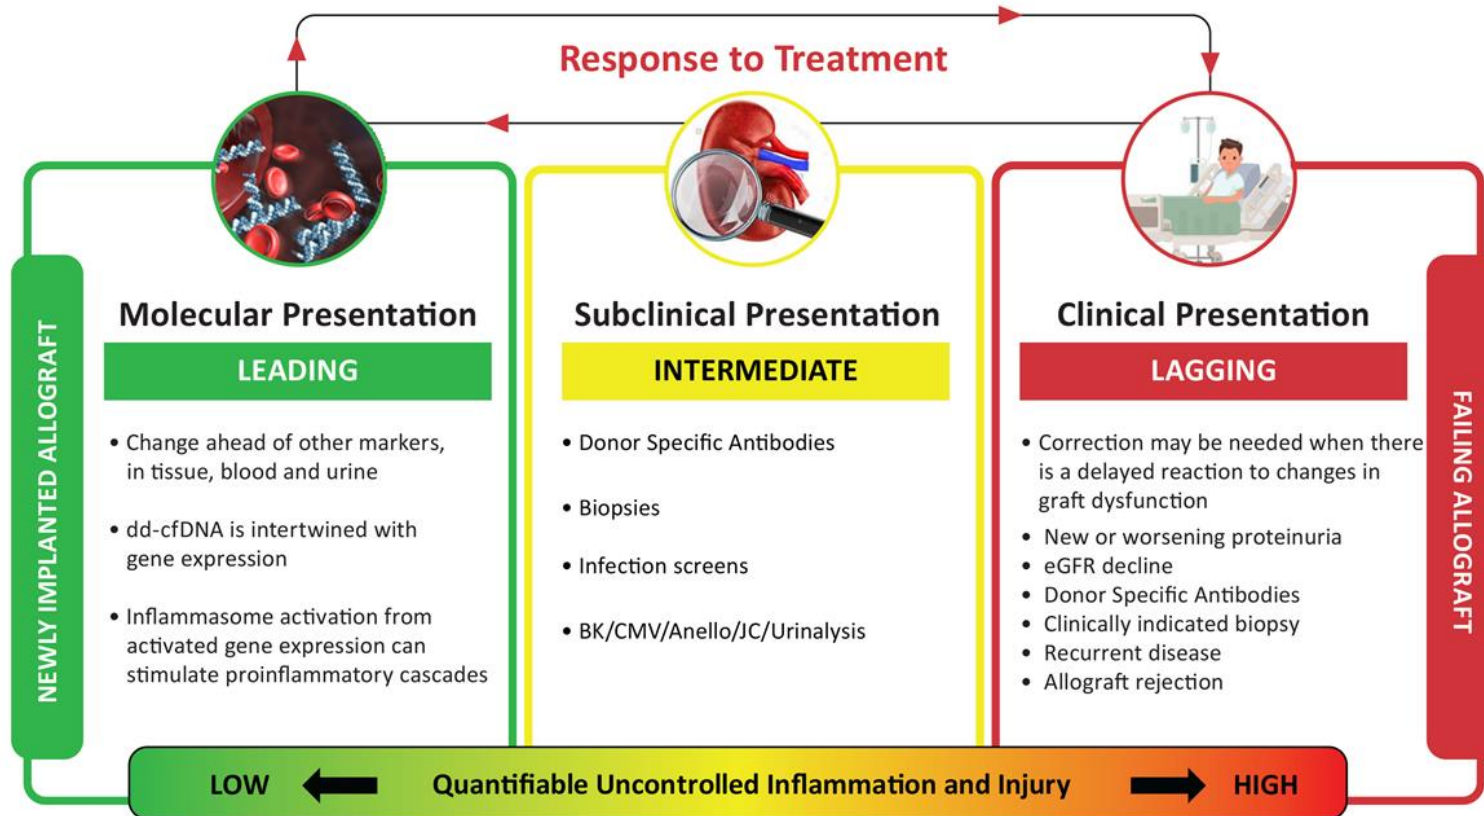 Response to Treatment
NEWLY IMPLANTED ALLOGRAFT
Molecular Presentation
LEADING
• Change ahead of other markers,
in tissue, blood and urine
• dd-cfDNA is intertwined with
gene expression
• Inflammasome activation from
activated gene expression can
stimulate proinflammatory cascades
Subclinical Presentation
INTERMEDIATE
• Donor Specific Antibodies
• Biopsies
• Infection screens
• BK/CMV/Anello/JC/Urinalysis
Clinical Presentation
LAGGING
• Correction may be needed when there
is a delayed reaction to changes in
graft dysfunction
• New or worsening proteinuria
• eGFR decline
• Donor Specific Antibodies
• Clinically indicated biopsy
• Recurrent disease
• Allograft rejection
FAILING ALLOGRAFT
LOW Quantifiable Uncontrolled Inflammation and Injury HIGH